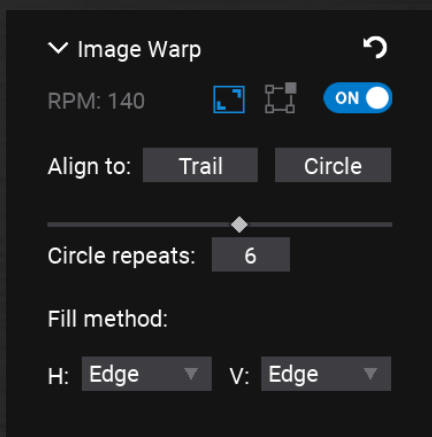 Image Warp
RPM: 140 ON
Align to: Trail Circle
Circle repeats: 6
Fill method:
H: Edge V: Edge